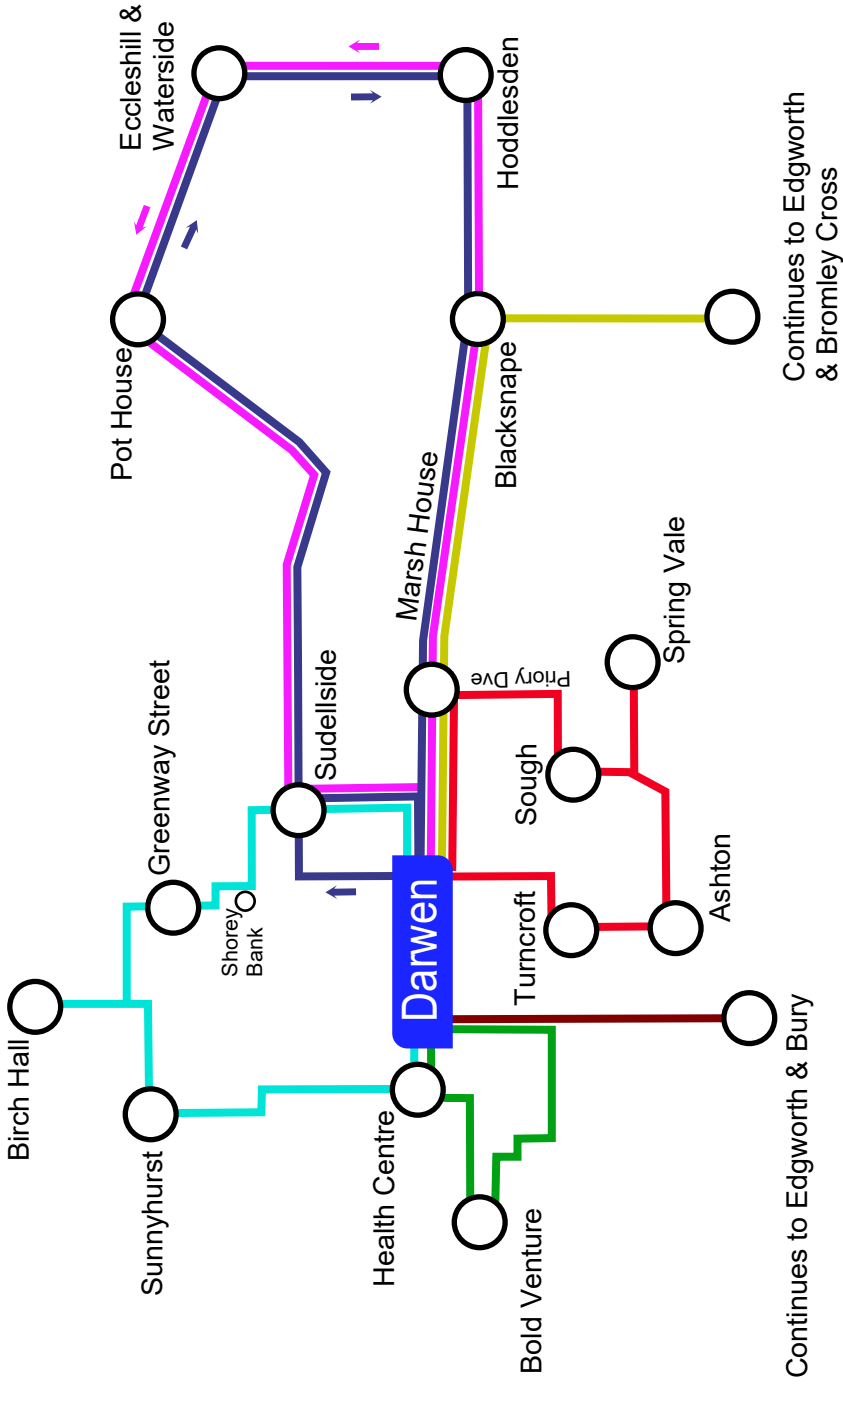 Birch Hall
Sunnyhurst
Greenway Street
Shorey
Bank
Sudellside
Pot House
Eccleshill &
Waterside
Hoddlesden
Blacksnape
Marsh House
Priory Dve
Darwen
Health Centre
Bold Venture
Turncroft
Sough
Ashton
Spring Vale
Continues to Edgworth & Bury
Continues to Edgworth
& Bromley Cross